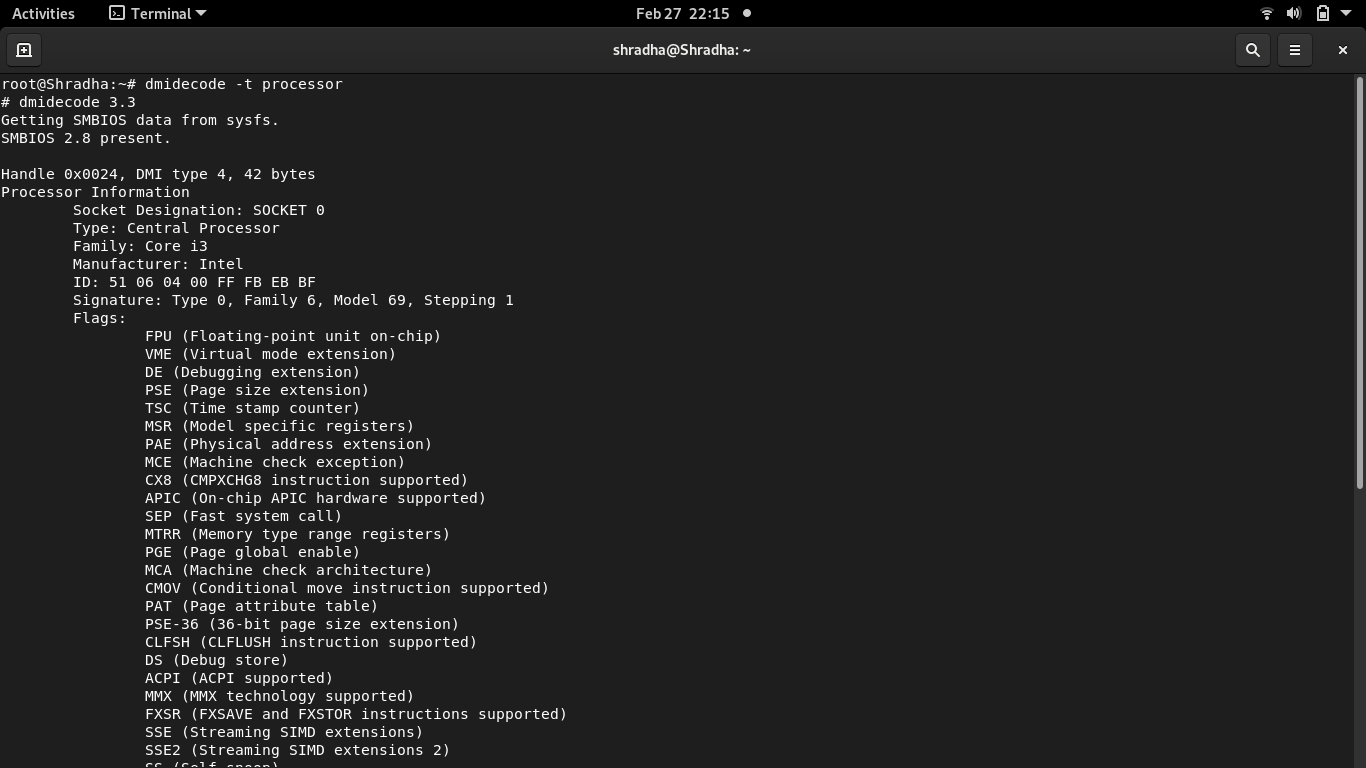 Activities
Terminal
Feb 27 22:15
shradha@Shradha: ~
root@Shradha:~# dmidecode -t processor
# dmidecode 3.3
Getting SMBIOS data from sysfs.
SMBIOS 2.8 present.
Handle 0x0024, DMI type 4, 42 bytes
Processor Information
Socket Designation: SOCKET 0
Type: Central Processor
Family: Core i3
Manufacturer: Intel
ID: 51 06 04 00 FF FB EB BF
Signature: Type 0, Family 6, Model 69, Stepping 1
Flags:
FPU (Floating-point unit on-chip)
VME (Virtual mode extension)
DE (Debugging extension)
PSE (Page size extension)
TSC (Time stamp counter)
MSR (Model specific registers)
PAE (Physical address extension)
MCE (Machine check exception)
CX8 (CMPXCHG8 instruction supported)
APIC (On-chip APIC hardware supported)
SEP (Fast system call)
MTRR (Memory type range registers)
PGE (Page global enable)
MCA (Machine check architecture)
CMOV (Conditional move instruction supported)
PAT (Page attribute table)
PSE-36 (36-bit page size extension)
CLFSH (CLFLUSH instruction supported)
DS (Debug store)
ACPI (ACPI supported)
MMX (MMX technology supported)
FXSR (FXSAVE and FXSTOR instructions supported)
SSE (Streaming SIMD extensions)
SSE2 (Streaming SIMD extensions 2)
SS (Self-snoop)